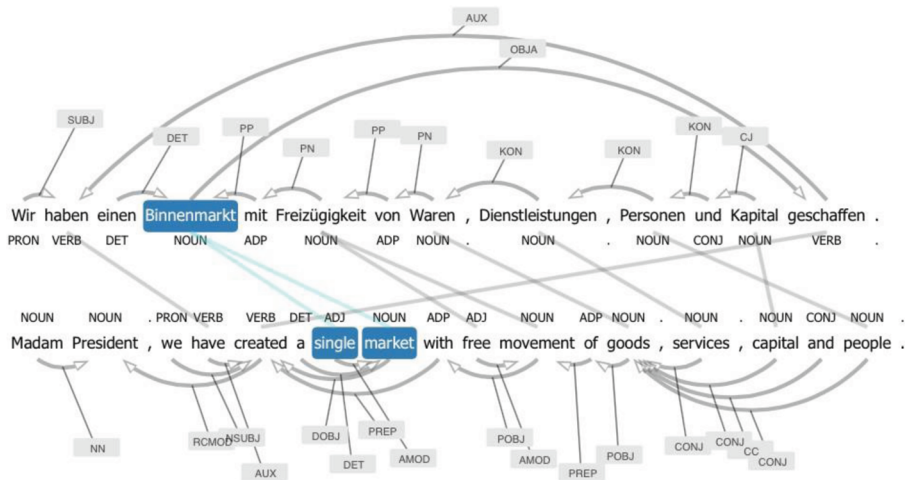 AUX
OBJA
SUBJ
DET PP PN PP PN KON KON KON CJ
Wir haben einen Binnenmarkt mit Freizügigkeit von Waren , Dienstleistungen , Personen und Kapital geschaffen .
PRON VERB DET NOUN ADP NOUN ADP NOUN . NOUN . NOUN CONJ NOUN VERB .
NOUN NOUN . PRON VERB VERB DET ADJ NOUN ADP ADJ NOUN ADP NOUN . NOUN . NOUN CONJ NOUN .
Madam President , we have created a single market with free movement of goods , services , capital and people .
NN RCMOD NSUBJ DOBJ PREP POBJ CONJ CONJ
AUX DET AMOD AMOD PREP POBJ CC CONJ